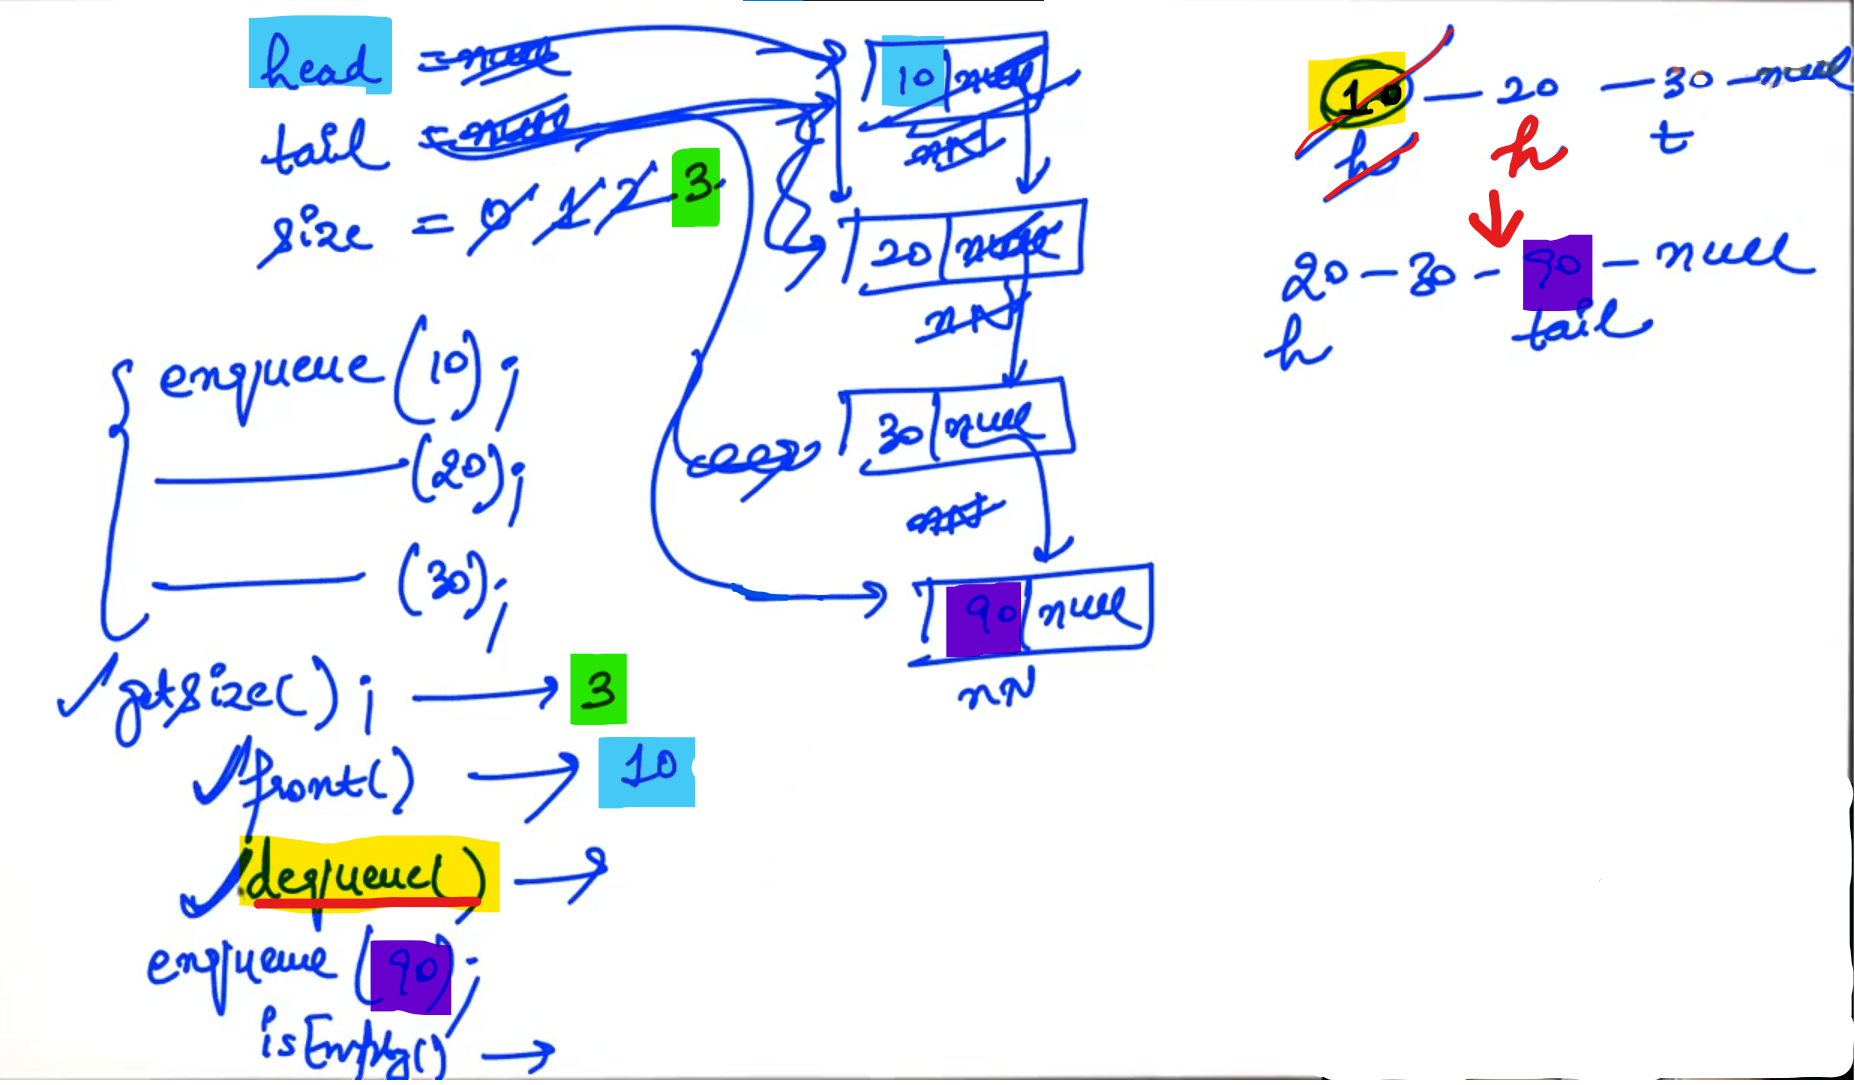 head = null
tail = null
size = 0 1 2 3
enqueue(10);
(20);
(30);
getsize(); → 3
front() → 10
dequeue() →
enqueue(90);
isEmpty() →
10 | null
nN
20 | null
nN
30 | null
nN
90 | null
nN
10 — 20 — 30 — null
h h t
20 — 30 — 90 — null
h tail